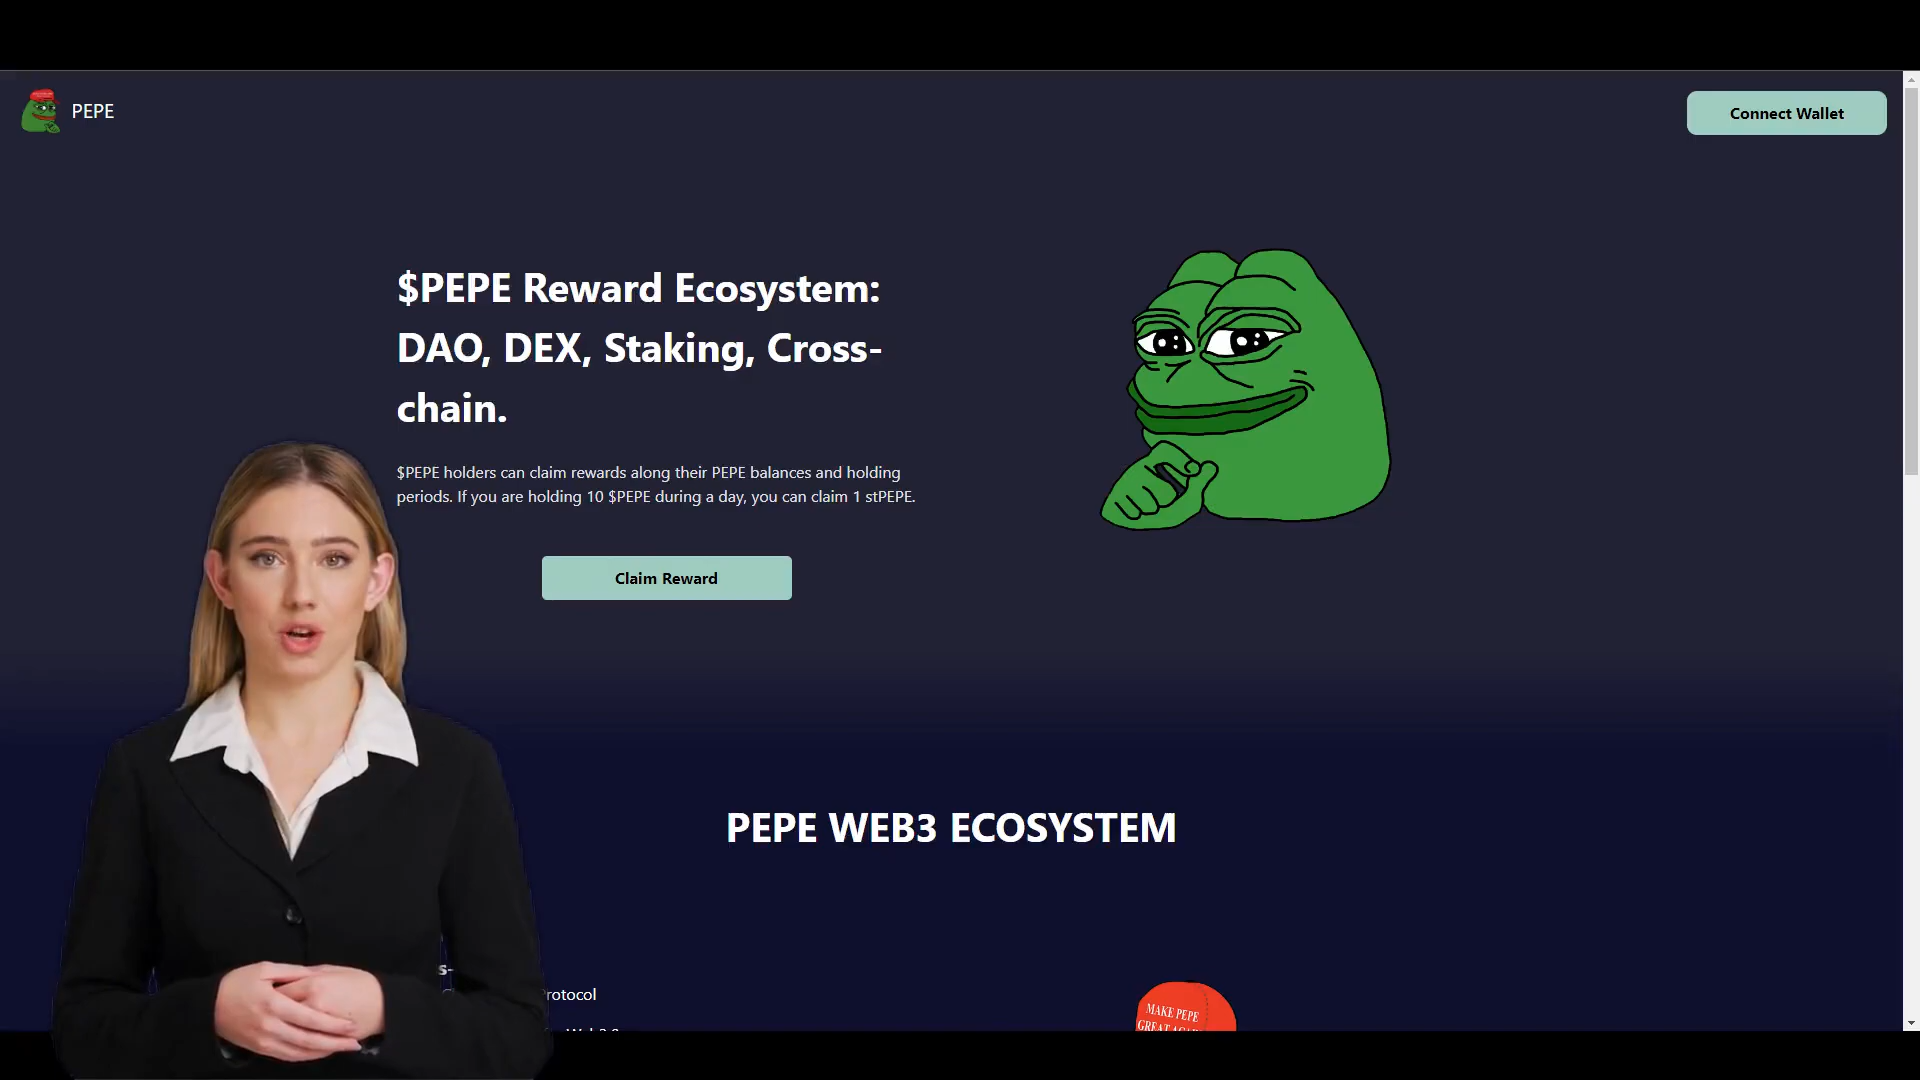 PEPE
Connect Wallet
$PEPE Reward Ecosystem:
DAO, DEX, Staking, Cross-
chain.
$PEPE holders can claim rewards along their PEPE balances and holding
periods. If you are holding 10 $PEPE during a day, you can claim 1 stPEPE.
Claim Reward
PEPE WEB3 ECOSYSTEM
s-
rotocol
MAKE PEPE